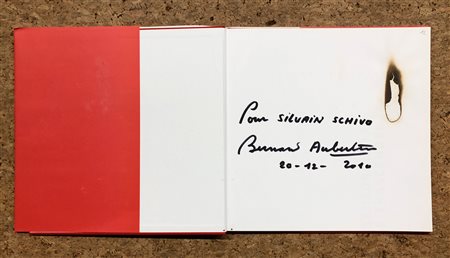 Pour SILVAIN SCHIVO
Bernard Aubertin
20-12- 2010